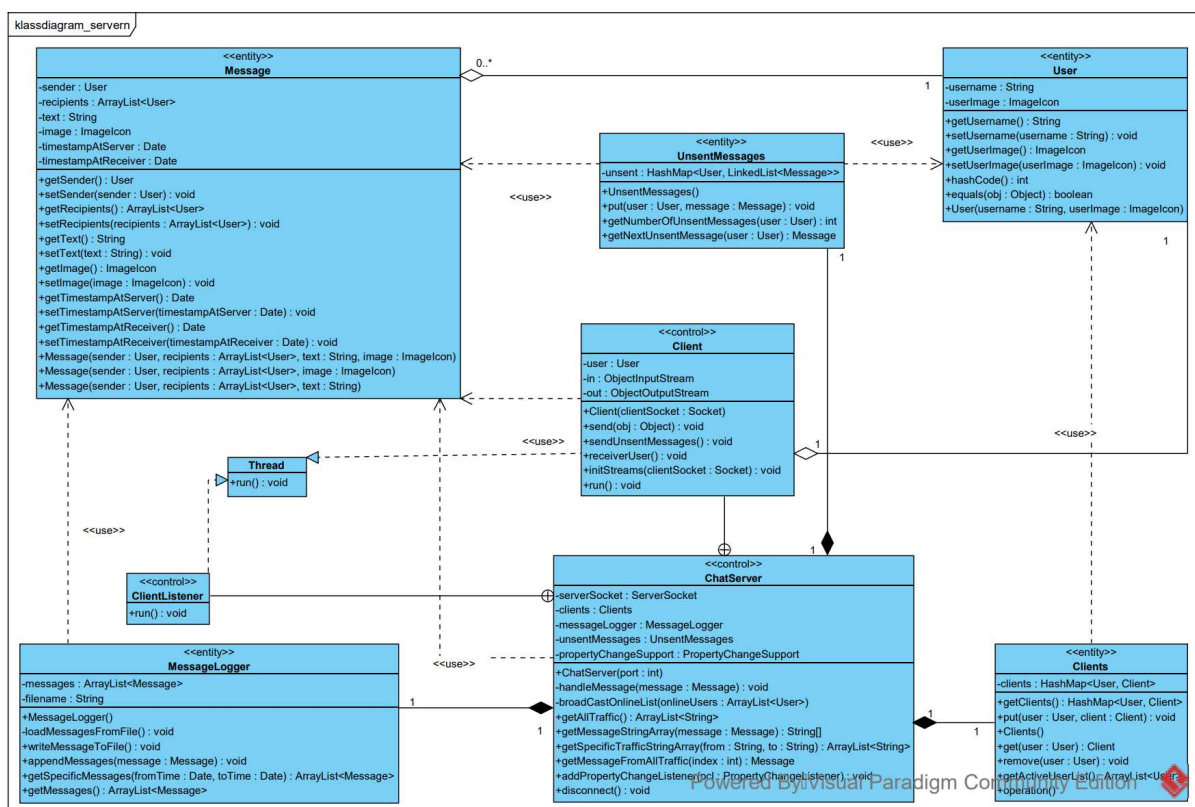 klassdiagram_servern
<<entity>>
Message
-sender : User
-recipients : ArrayList<User>
-text : String
-image : ImageIcon
-timestampAtServer : Date
-timestampAtReceiver : Date
+getSender() : User
+setSender(sender : User) : void
+getRecipients() : ArrayList<User>
+setRecipients(recipients : ArrayList<User>) : void
+getText() : String
+setText(text : String) : void
+getImage() : ImageIcon
+setImage(image : ImageIcon) : void
+getTimestampAtServer() : Date
+setTimestampAtServer(timestampAtServer : Date) : void
+getTimestampAtReceiver() : Date
+setTimestampAtReceiver(timestampAtReceiver : Date) : void
+Message(sender : User, recipients : ArrayList<User>, text : String, image : ImageIcon)
+Message(sender : User, recipients : ArrayList<User>, image : ImageIcon)
+Message(sender : User, recipients : ArrayList<User>, text : String)
0..*
1
<<entity>>
User
-username : String
-userImage : ImageIcon
+getUsername() : String
+setUsername(username : String) : void
+getUserImage() : ImageIcon
+setUserImage(userImage : ImageIcon) : void
+hashCode() : int
+equals(obj : Object) : boolean
+User(username : String, userImage : ImageIcon)
1
<<entity>>
UnsentMessages
-unsent : HashMap<User, LinkedList<Message>>
+UnsentMessages()
+put(user : User, message : Message) : void
+getNumberOfUnsentMessages(user : User) : int
+getNextUnsentMessage(user : User) : Message
<<use>>
<<use>>
1
<<control>>
Client
-user : User
-in : ObjectInputStream
-out : ObjectOutputStream
+Client(clientSocket : Socket)
+send(obj : Object) : void
+sendUnsentMessages() : void
+receiverUser() : void
+initStreams(clientSocket : Socket) : void
+run() : void
<<use>>
1
<<use>>
Thread
+run() : void
<<use>>
<<control>>
ClientListener
+run() : void
1
<<control>>
ChatServer
-serverSocket : ServerSocket
-clients : Clients
-messageLogger : MessageLogger
-unsentMessages : UnsentMessages
-propertyChangeSupport : PropertyChangeSupport
+ChatServer(port : int)
-handleMessage(message : Message) : void
-broadCastOnlineList(onlineUsers : ArrayList<User>)
+getAllTraffic() : ArrayList<String>
+getMessageStringArray(message : Message) : String[]
+getSpecificTrafficStringArray(from : String, to : String) : ArrayList<String>
+getMessageFromAllTraffic(index : int) : Message
+addPropertyChangeListener(pcl : PropertyChangeListener) : void
+disconnect() : void
<<use>>
<<entity>>
MessageLogger
-messages : ArrayList<Message>
-filename : String
+MessageLogger()
-loadMessagesFromFile() : void
+writeMessageToFile() : void
+appendMessages(message : Message) : void
+getSpecificMessages(fromTime : Date, toTime : Date) : ArrayList<Message>
+getMessages() : ArrayList<Message>
1
1
1
1
<<entity>>
Clients
-clients : HashMap<User, Client>
+getClients() : HashMap<User, Client>
+put(user : User, client : Client) : void
+Clients()
+get(user : User) : Client
+remove(user : User) : void
+getActiveUserList() : ArrayList<User>
+operation()
Powered By Visual Paradigm Community Edition